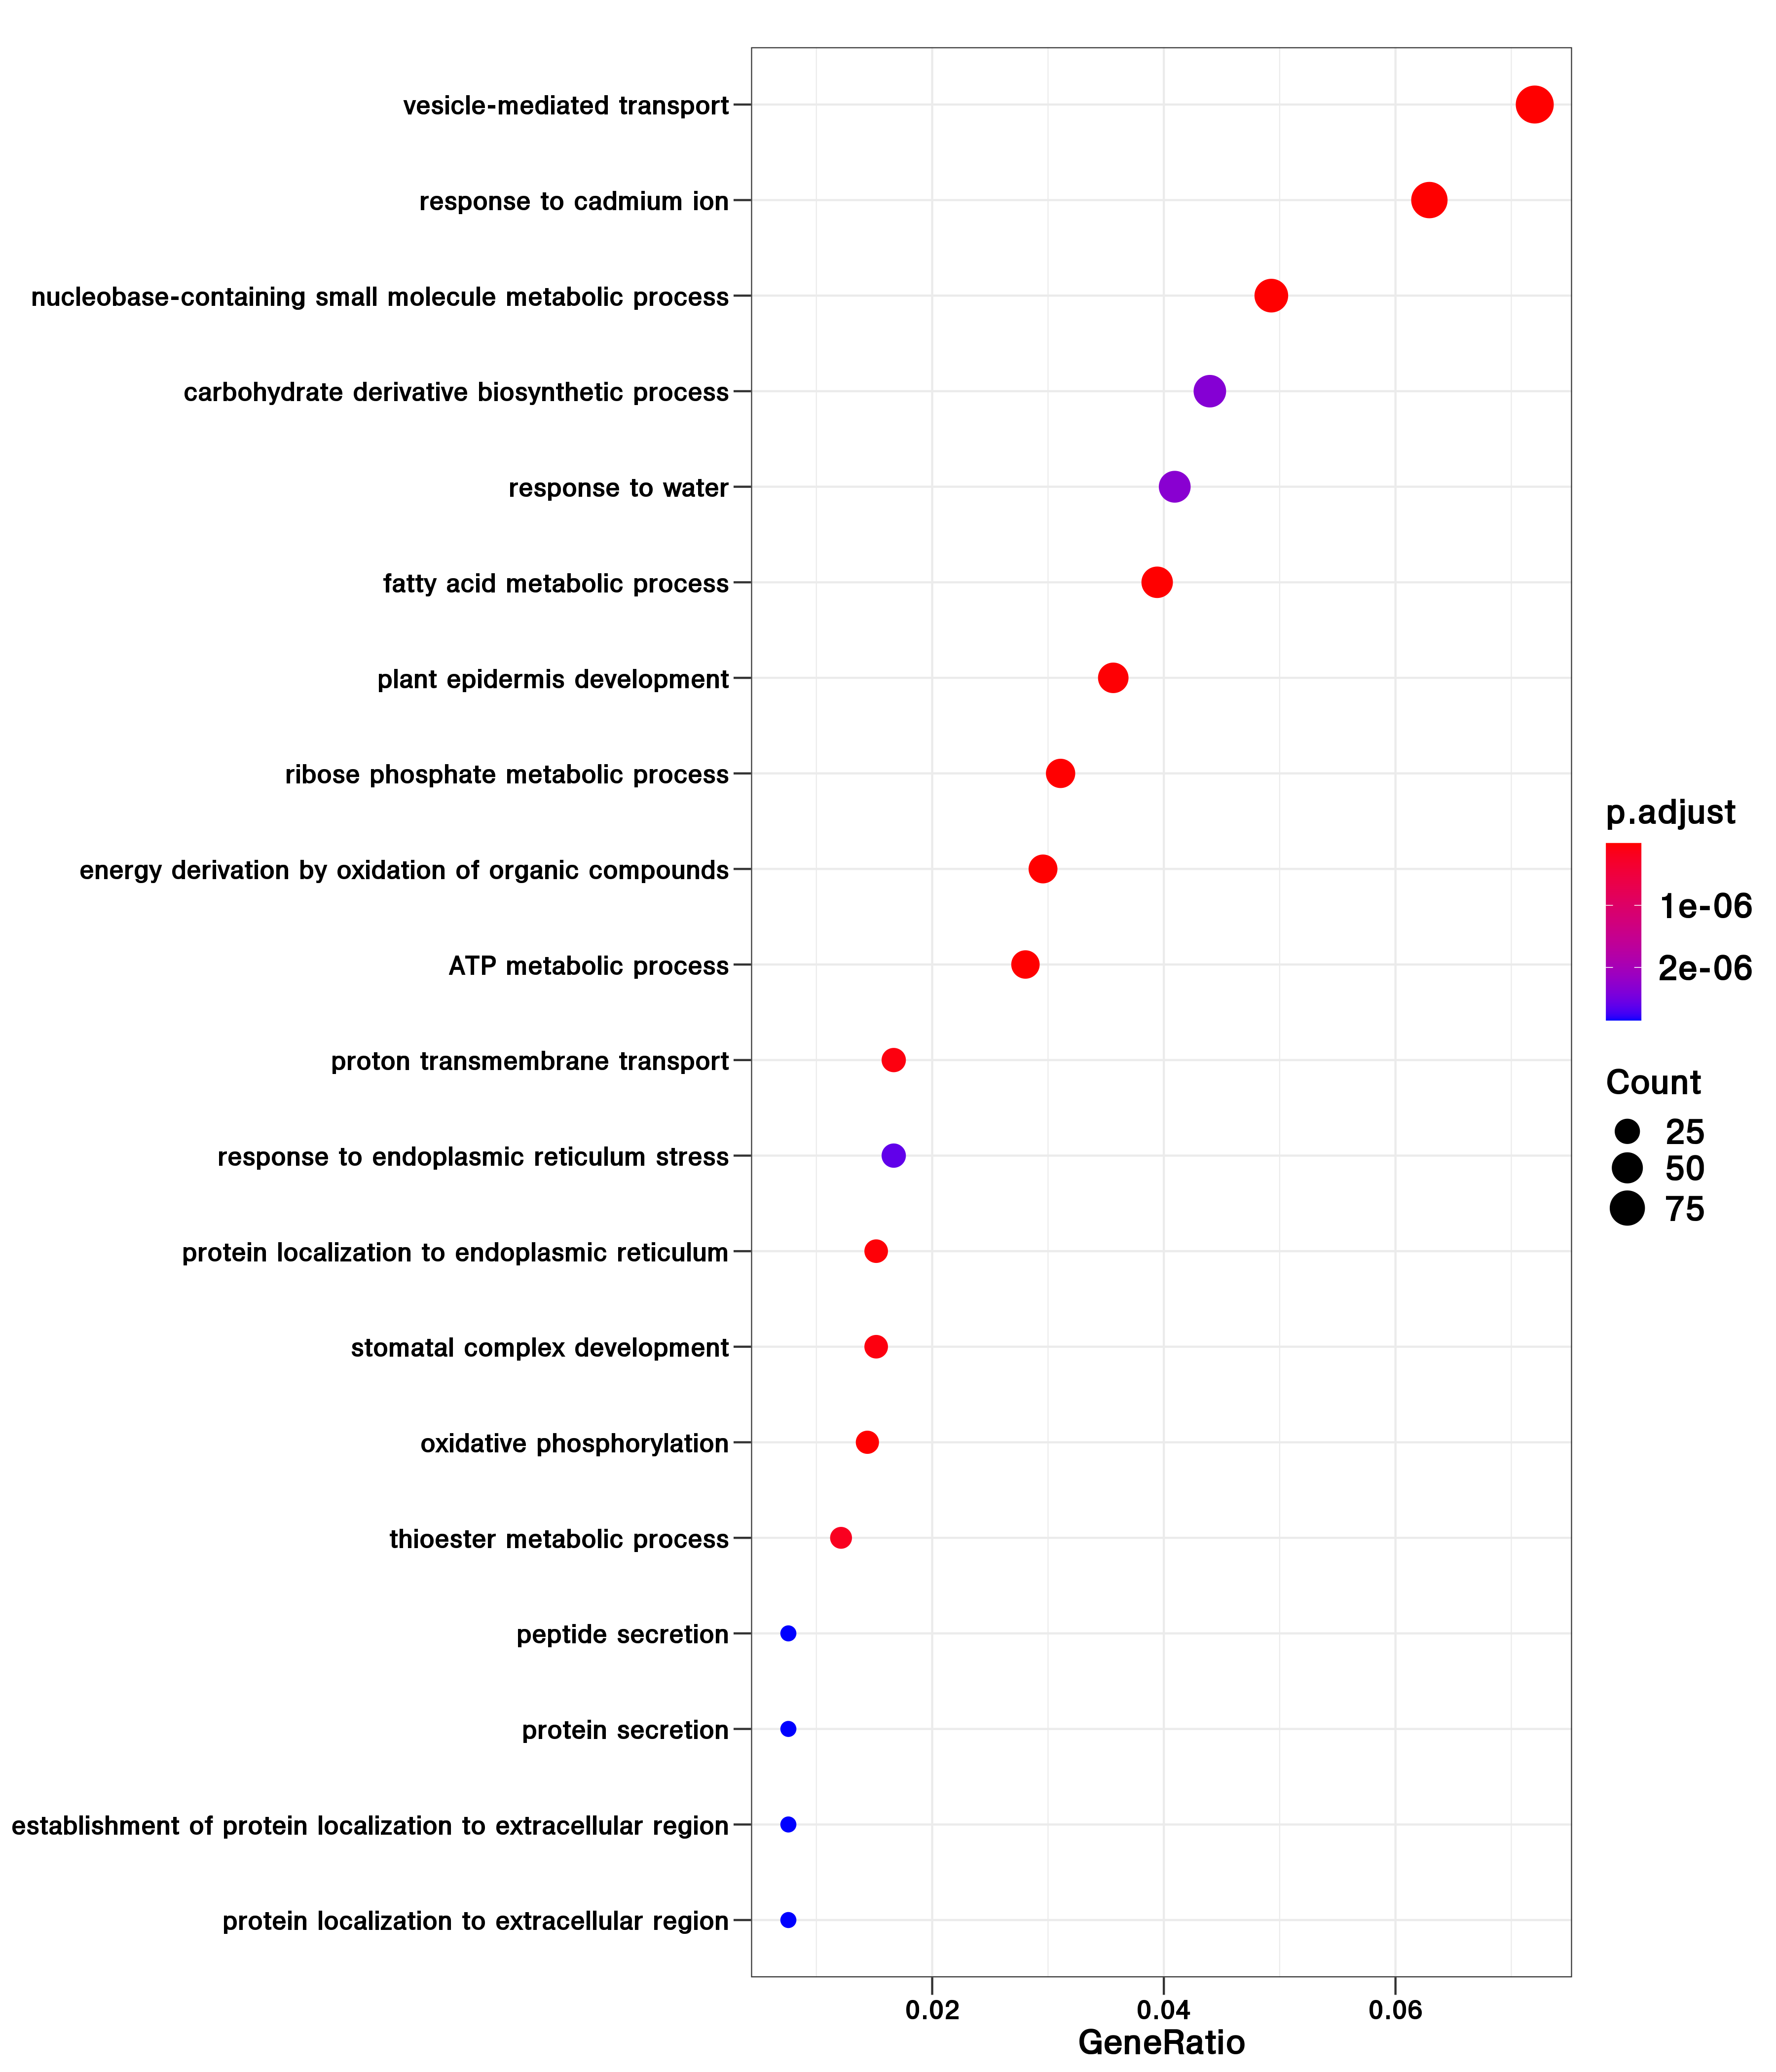 vesicle-mediated transport
response to cadmium ion
nucleobase-containing small molecule metabolic process
carbohydrate derivative biosynthetic process
response to water
fatty acid metabolic process
plant epidermis development
ribose phosphate metabolic process
energy derivation by oxidation of organic compounds
ATP metabolic process
proton transmembrane transport
response to endoplasmic reticulum stress
protein localization to endoplasmic reticulum
stomatal complex development
oxidative phosphorylation
thioester metabolic process
peptide secretion
protein secretion
establishment of protein localization to extracellular region
protein localization to extracellular region
0.02 0.04 0.06
GeneRatio
p.adjust
1e-06
2e-06
Count
25
50
75